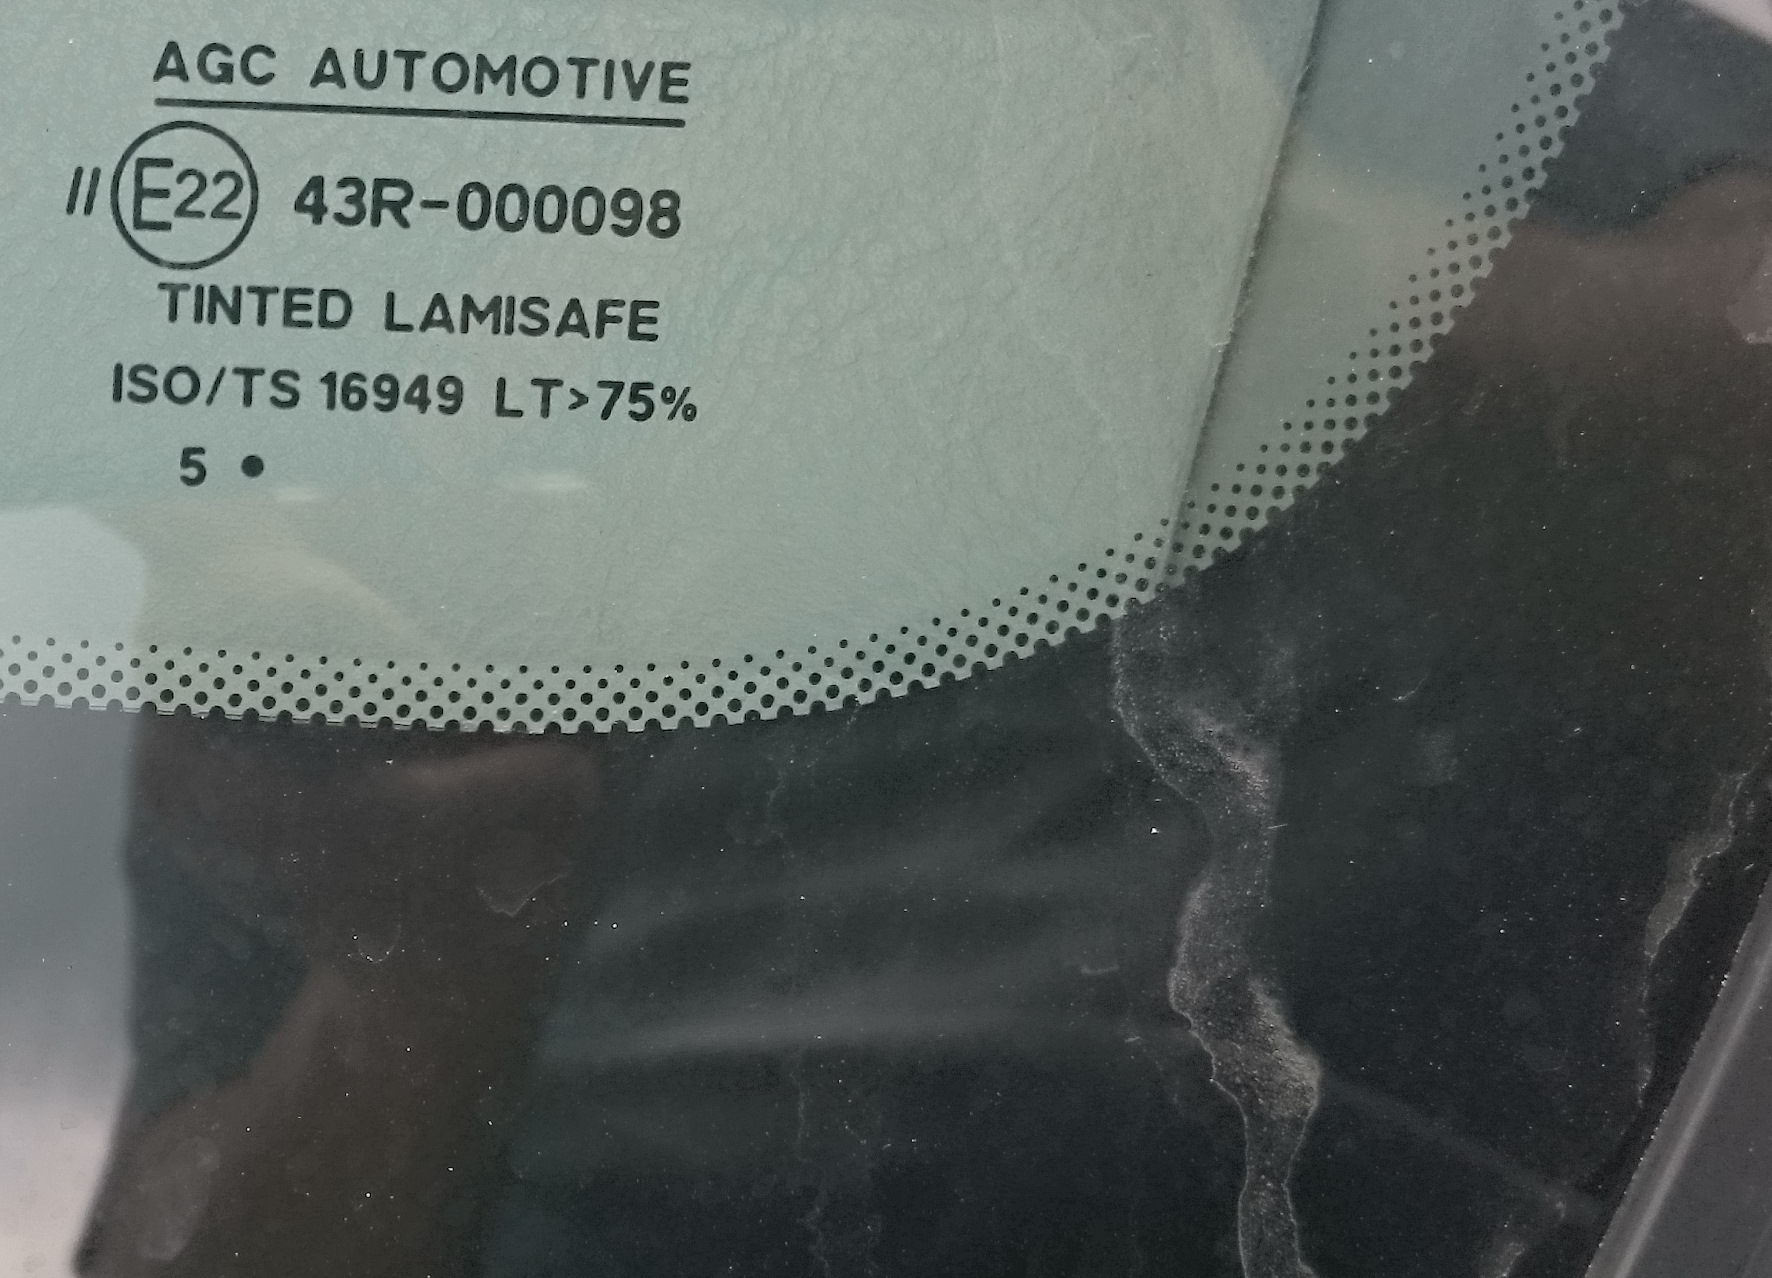 AGC AUTOMOTIVE
II E22 43R-000098
TINTED LAMISAFE
ISO/TS 16949 LT>75%
5 •